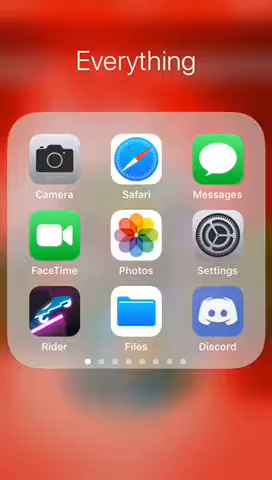 Everything
Camera
Safari
Messages
FaceTime
Photos
Settings
Rider
Files
Discord